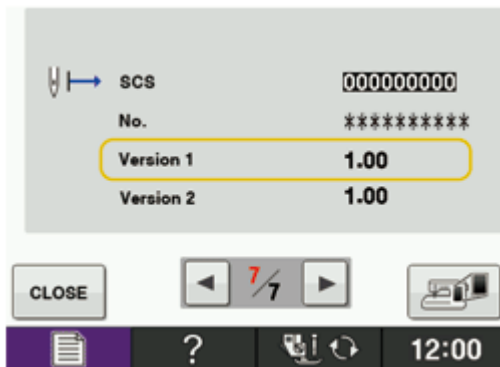 SCS 000000000
No. **********
Version 1 1.00
Version 2 1.00
CLOSE 7/7
? 12:00